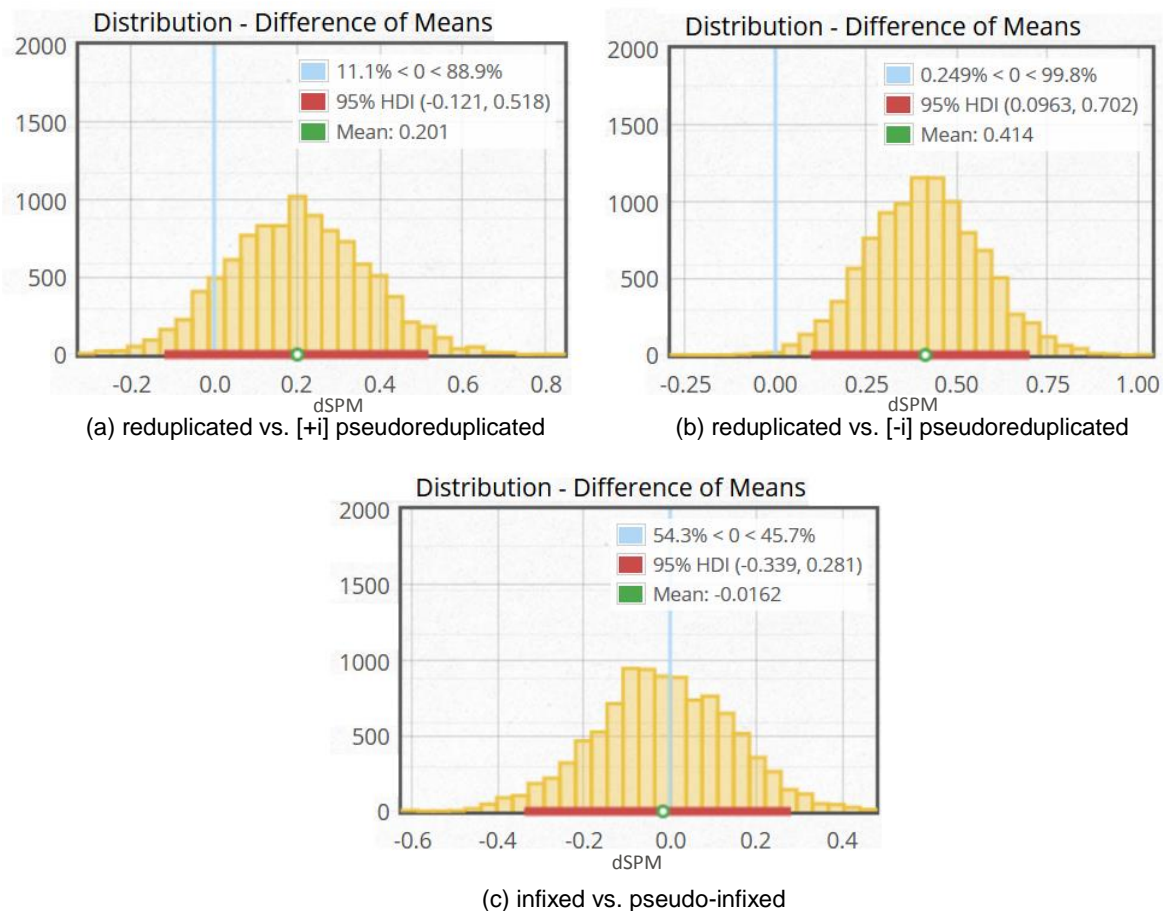 Distribution - Difference of Means
2000
1500
1000
500
0
11.1% < 0 < 88.9%
95% HDI (-0.121, 0.518)
Mean: 0.201
-0.2 0.0 0.2 0.4 0.6 0.8
dSPM
(a) reduplicated vs. [+i] pseudoreduplicated
Distribution - Difference of Means
2000
1500
1000
500
0
0.249% < 0 < 99.8%
95% HDI (0.0963, 0.702)
Mean: 0.414
-0.25 0.00 0.25 0.50 0.75 1.00
dSPM
(b) reduplicated vs. [-i] pseudoreduplicated
Distribution - Difference of Means
2000
1500
1000
500
0
54.3% < 0 < 45.7%
95% HDI (-0.339, 0.281)
Mean: -0.0162
-0.6 -0.4 -0.2 0.0 0.2 0.4
dSPM
(c) infixed vs. pseudo-infixed